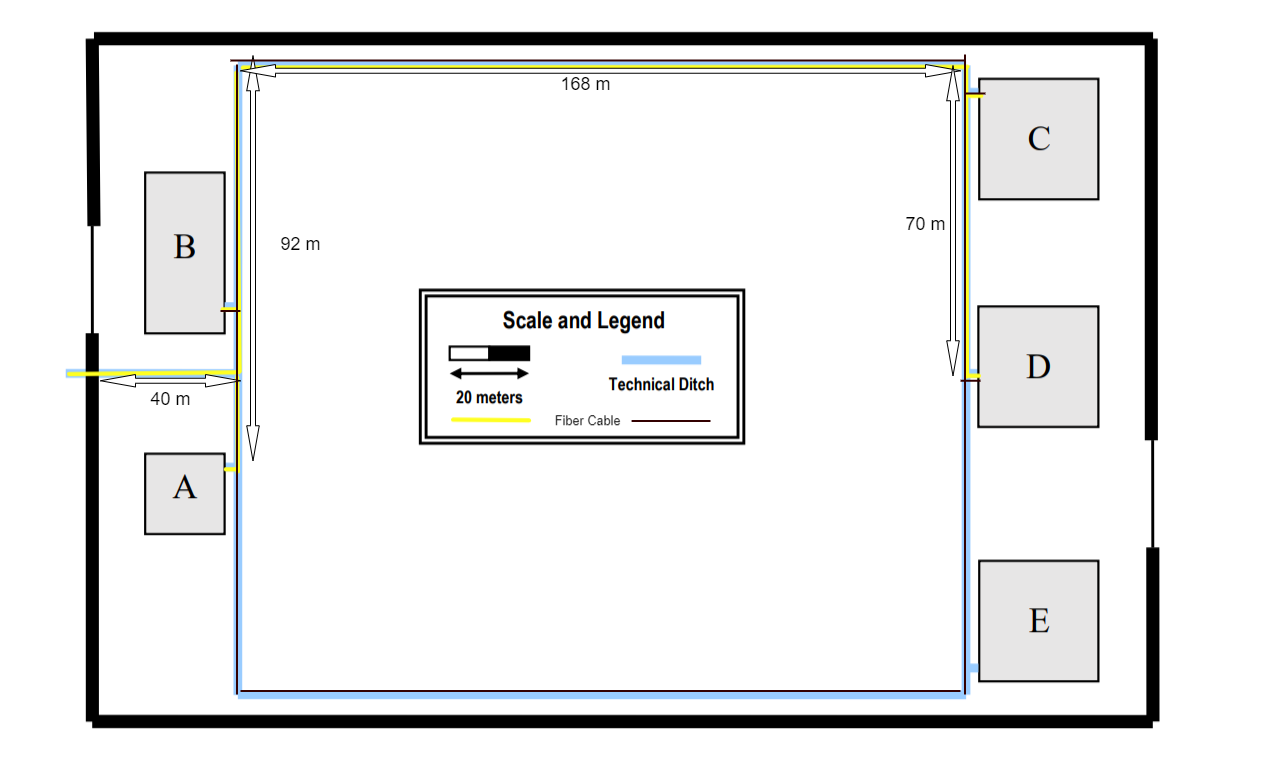 168 m
C
B
92 m
70 m
Scale and Legend
20 meters
Technical Ditch
Fiber Cable
D
40 m
A
E